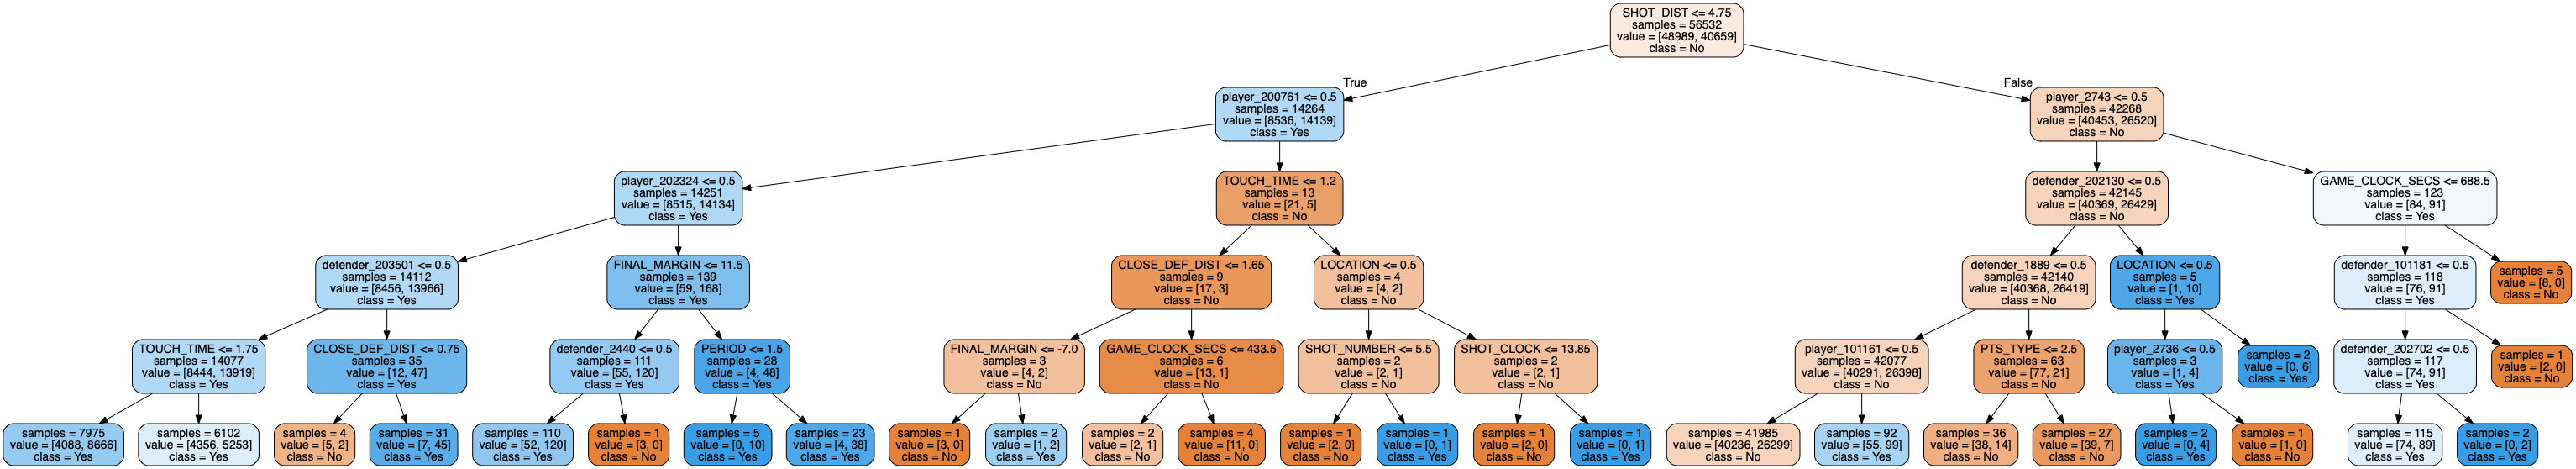 SHOT_DIST <= 4.75
samples = 56532
value = [48989, 40659]
class = No
True
False
player_200761 <= 0.5
samples = 14264
value = [8536, 14139]
class = Yes
player_2743 <= 0.5
samples = 42268
value = [40453, 26520]
class = No
player_202324 <= 0.5
samples = 14251
value = [8515, 14134]
class = Yes
TOUCH_TIME <= 1.2
samples = 13
value = [21, 5]
class = No
defender_202130 <= 0.5
samples = 42145
value = [40369, 26429]
class = No
GAME_CLOCK_SECS <= 688.5
samples = 123
value = [84, 91]
class = Yes
defender_203501 <= 0.5
samples = 14112
value = [8456, 13966]
class = Yes
FINAL_MARGIN <= 11.5
samples = 139
value = [59, 168]
class = Yes
CLOSE_DEF_DIST <= 1.65
samples = 9
value = [17, 3]
class = No
LOCATION <= 0.5
samples = 4
value = [4, 2]
class = No
defender_1889 <= 0.5
samples = 42140
value = [40368, 26419]
class = No
LOCATION <= 0.5
samples = 5
value = [1, 10]
class = Yes
defender_101181 <= 0.5
samples = 118
value = [76, 91]
class = Yes
samples = 5
value = [8, 0]
class = No
TOUCH_TIME <= 1.75
samples = 14077
value = [8444, 13919]
class = Yes
CLOSE_DEF_DIST <= 0.75
samples = 35
value = [12, 47]
class = Yes
defender_2440 <= 0.5
samples = 111
value = [55, 120]
class = Yes
PERIOD <= 1.5
samples = 28
value = [4, 48]
class = Yes
FINAL_MARGIN <= -7.0
samples = 3
value = [4, 2]
class = No
GAME_CLOCK_SECS <= 433.5
samples = 6
value = [13, 1]
class = No
SHOT_NUMBER <= 5.5
samples = 2
value = [2, 1]
class = No
SHOT_CLOCK <= 13.85
samples = 2
value = [2, 1]
class = No
player_101161 <= 0.5
samples = 42077
value = [40291, 26398]
class = No
PTS_TYPE <= 2.5
samples = 63
value = [77, 21]
class = No
player_2736 <= 0.5
samples = 3
value = [1, 4]
class = Yes
samples = 2
value = [0, 6]
class = Yes
defender_202702 <= 0.5
samples = 117
value = [74, 91]
class = Yes
samples = 1
value = [2, 0]
class = No
samples = 7975
value = [4088, 8666]
class = Yes
samples = 6102
value = [4356, 5253]
class = Yes
samples = 4
value = [5, 2]
class = No
samples = 31
value = [7, 45]
class = Yes
samples = 110
value = [52, 120]
class = Yes
samples = 1
value = [3, 0]
class = No
samples = 5
value = [0, 10]
class = Yes
samples = 23
value = [4, 38]
class = Yes
samples = 1
value = [3, 0]
class = No
samples = 2
value = [1, 2]
class = Yes
samples = 2
value = [2, 1]
class = No
samples = 4
value = [11, 0]
class = No
samples = 1
value = [2, 0]
class = No
samples = 1
value = [0, 1]
class = Yes
samples = 1
value = [2, 0]
class = No
samples = 1
value = [0, 1]
class = Yes
samples = 41985
value = [40236, 26299]
class = No
samples = 92
value = [55, 99]
class = Yes
samples = 36
value = [38, 14]
class = No
samples = 27
value = [39, 7]
class = No
samples = 2
value = [0, 4]
class = Yes
samples = 1
value = [1, 0]
class = No
samples = 115
value = [74, 89]
class = Yes
samples = 2
value = [0, 2]
class = Yes